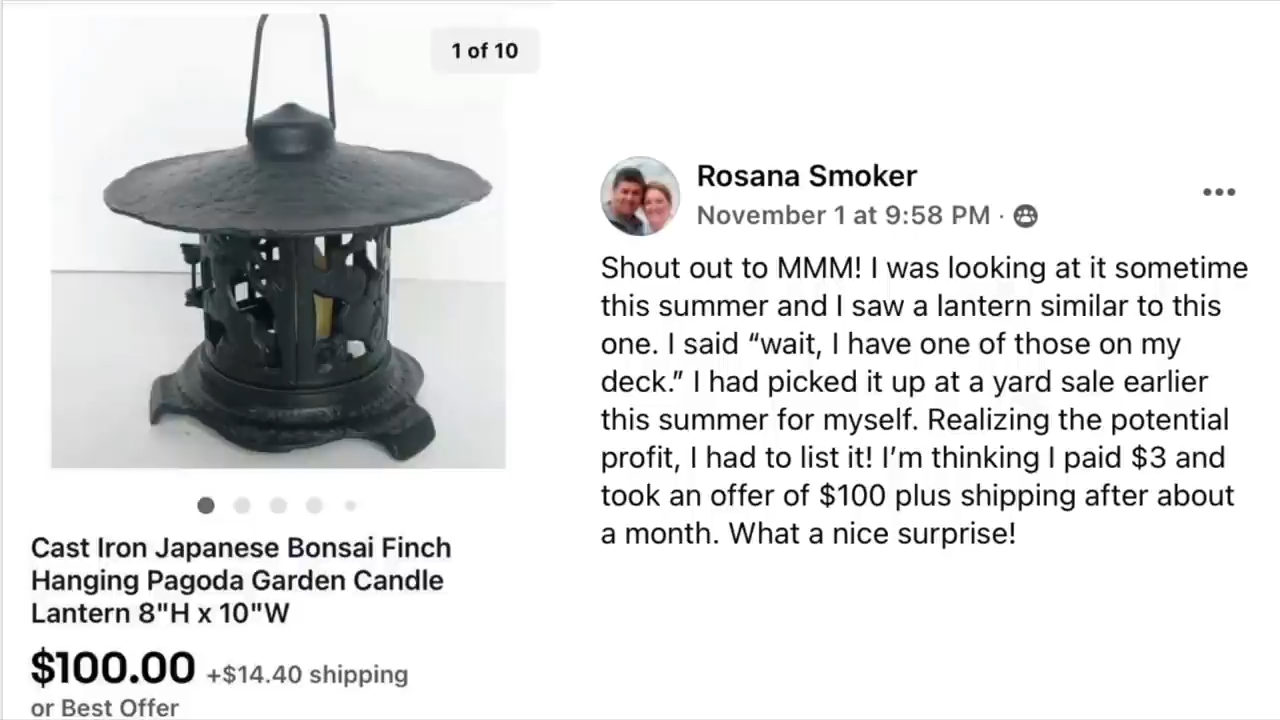 1 of 10
Cast Iron Japanese Bonsai Finch
Hanging Pagoda Garden Candle
Lantern 8"H x 10"W
$100.00 +$14.40 shipping
or Best Offer
Rosana Smoker
November 1 at 9:58 PM ·
Shout out to MMM! I was looking at it sometime
this summer and I saw a lantern similar to this
one. I said “wait, I have one of those on my
deck.” I had picked it up at a yard sale earlier
this summer for myself. Realizing the potential
profit, I had to list it! I’m thinking I paid $3 and
took an offer of $100 plus shipping after about
a month. What a nice surprise!